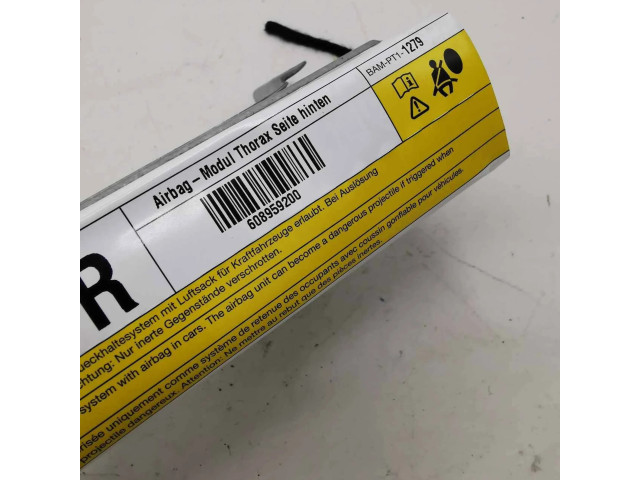 BAM-PT1-1279
Airbag – Modul Thorax Seite hinten
608959200
R
ückhaltesystem mit Luftsack für Kraftfahrzeuge erlaubt. Bei Auslösung
chtung: Nur inerte Gegenstände verschrotten.
system with airbag in cars. The airbag unit can become a dangerous projectile if triggered when
risée uniquement comme système de retenue des occupants avec coussin gonflable pour véhicules.
projectile dangereux. Attention: Ne mettre au rebut que des pièces inertes.